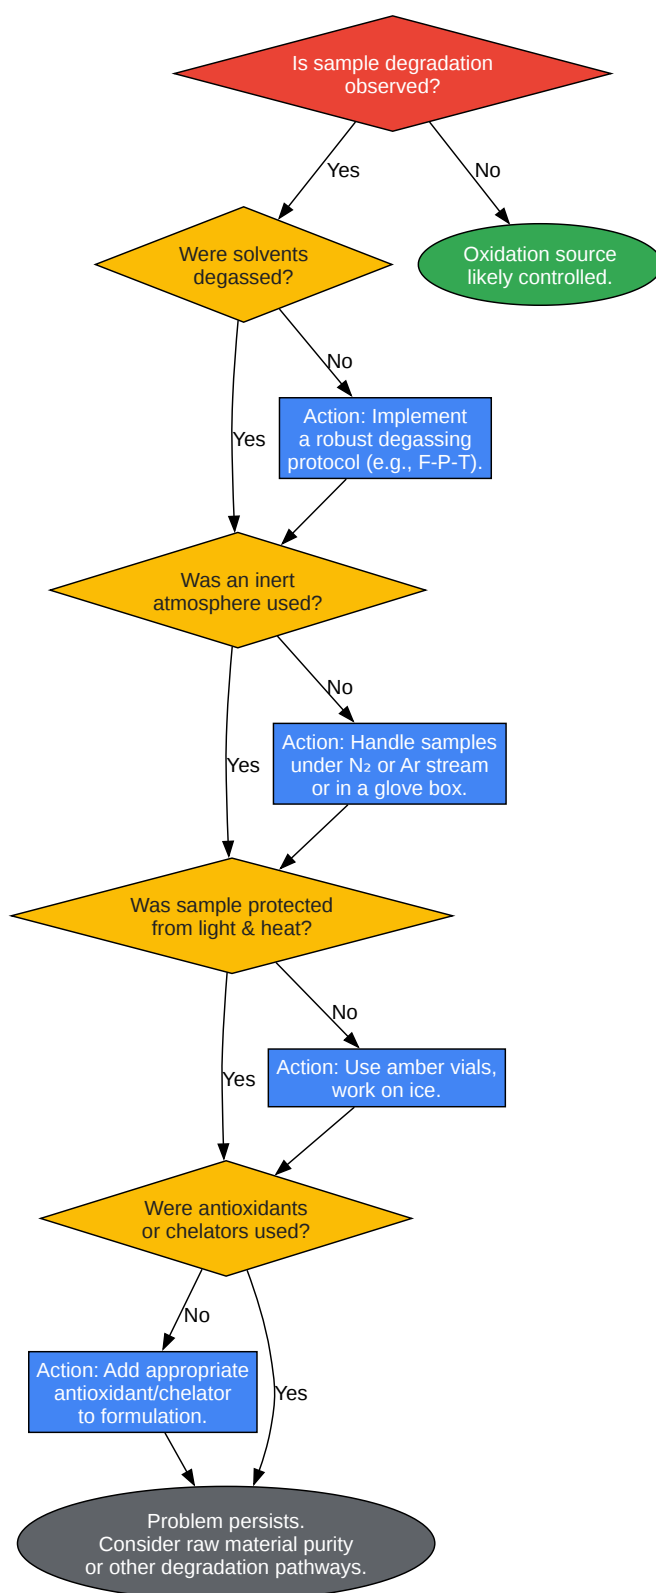 Is sample degradation
observed?
Yes
No
Were solvents
degassed?
Oxidation source
likely controlled.
No
Yes
Action: Implement
a robust degassing
protocol (e.g., F-P-T).
Was an inert
atmosphere used?
No
Yes
Action: Handle samples
under N₂ or Ar stream
or in a glove box.
Was sample protected
from light & heat?
No
Yes
Action: Use amber vials,
work on ice.
Were antioxidants
or chelators used?
No
Yes
Action: Add appropriate
antioxidant/chelator
to formulation.
Problem persists.
Consider raw material purity
or other degradation pathways.